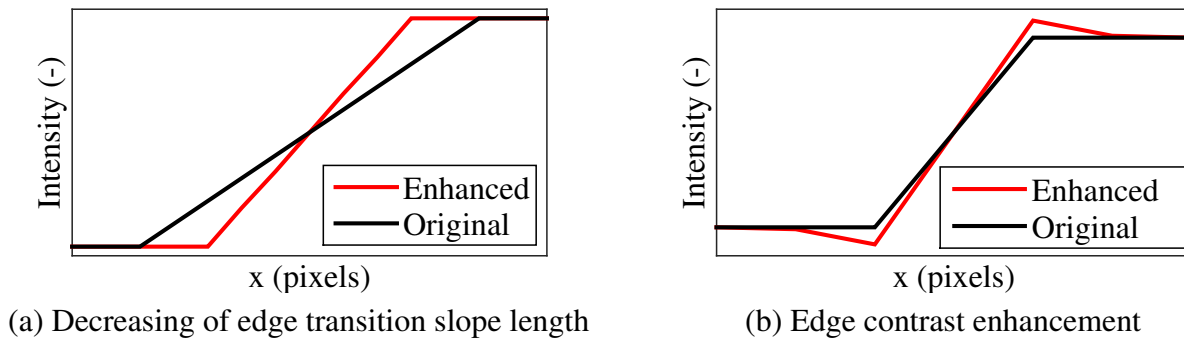 Intensity (-)
Enhanced
Original
x (pixels)
(a) Decreasing of edge transition slope length
Intensity (-)
Enhanced
Original
x (pixels)
(b) Edge contrast enhancement